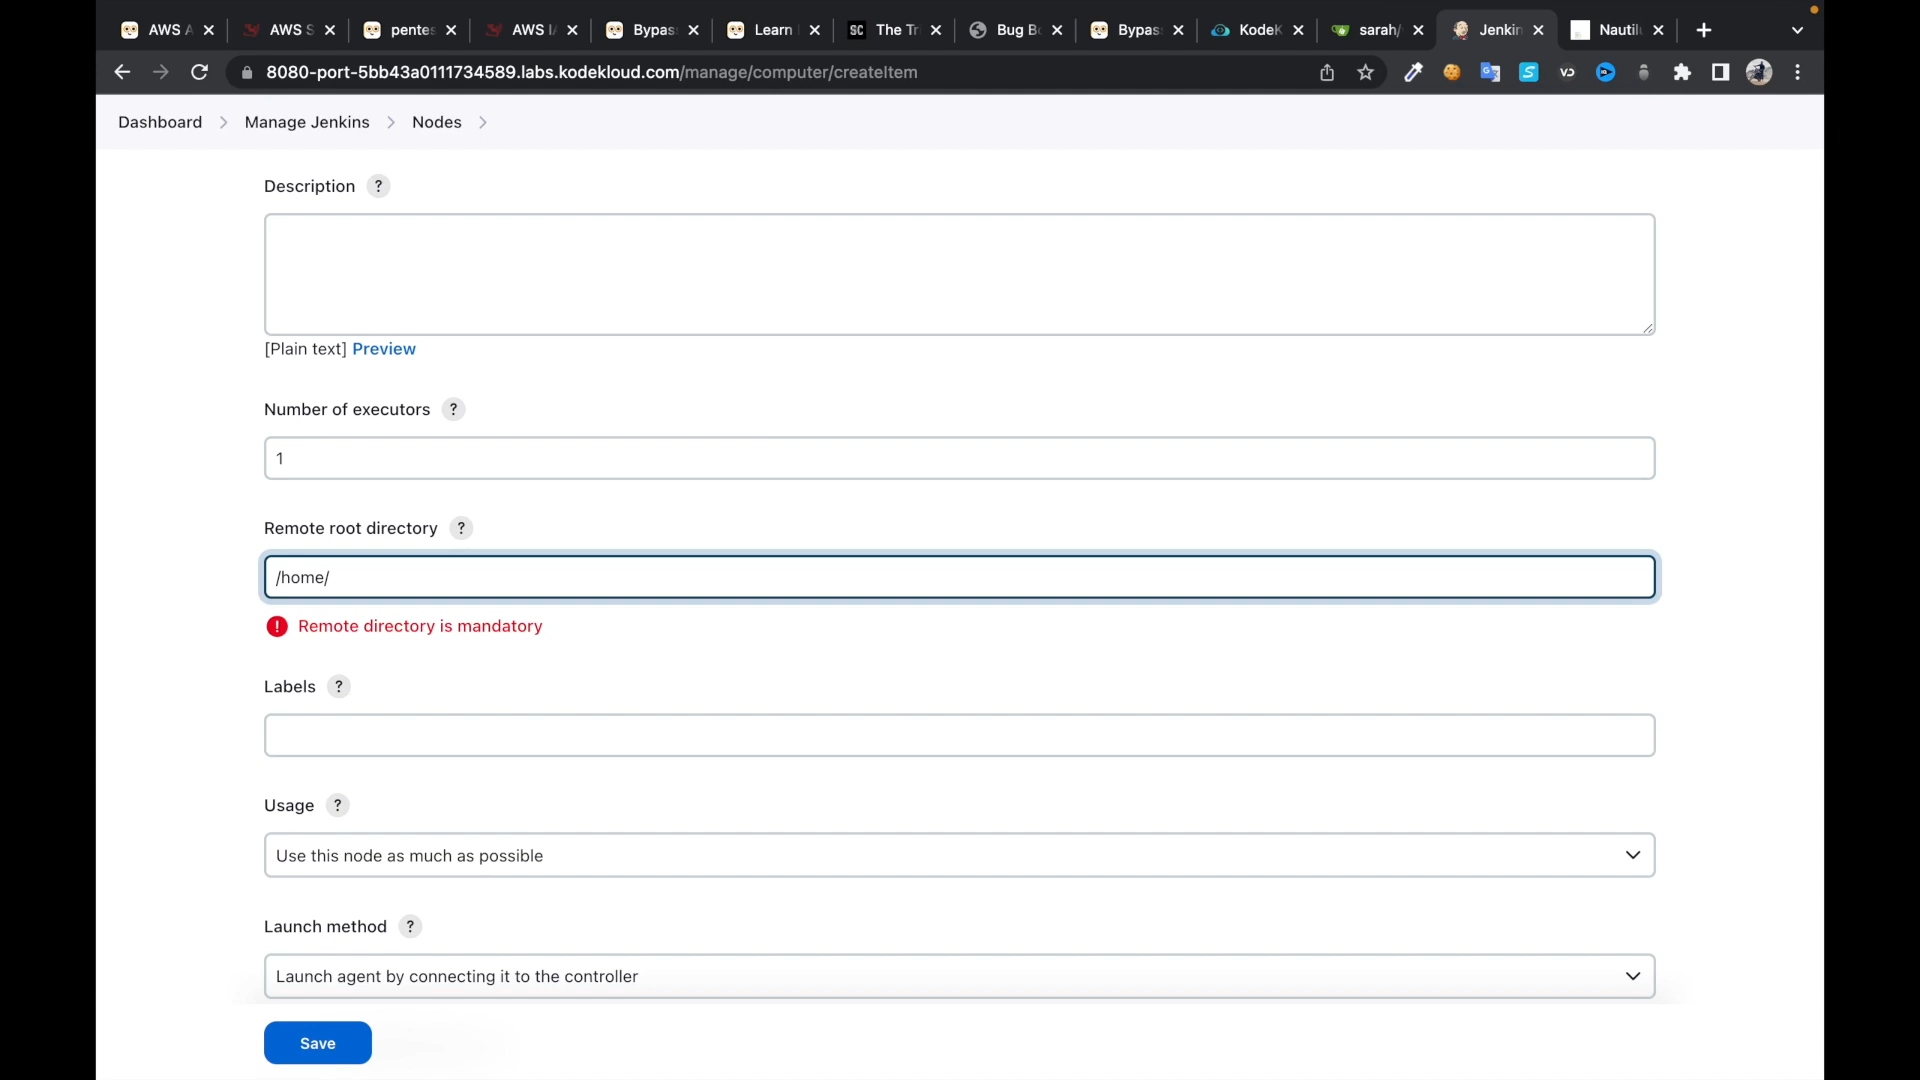 AWS A
AWS S
pentes
AWS I/
Bypas
Learn
SC
The Tr
Bug Bo
Bypas
KodeK
sarah/
Jenkin
Nautil
8080-port-5bb43a0111734589.labs.kodekloud.com/manage/computer/createItem
Dashboard > Manage Jenkins > Nodes >
Description ?
[Plain text] Preview
Number of executors ?
1
Remote root directory ?
/home/
! Remote directory is mandatory
Labels ?
Usage ?
Use this node as much as possible
Launch method ?
Launch agent by connecting it to the controller
Save